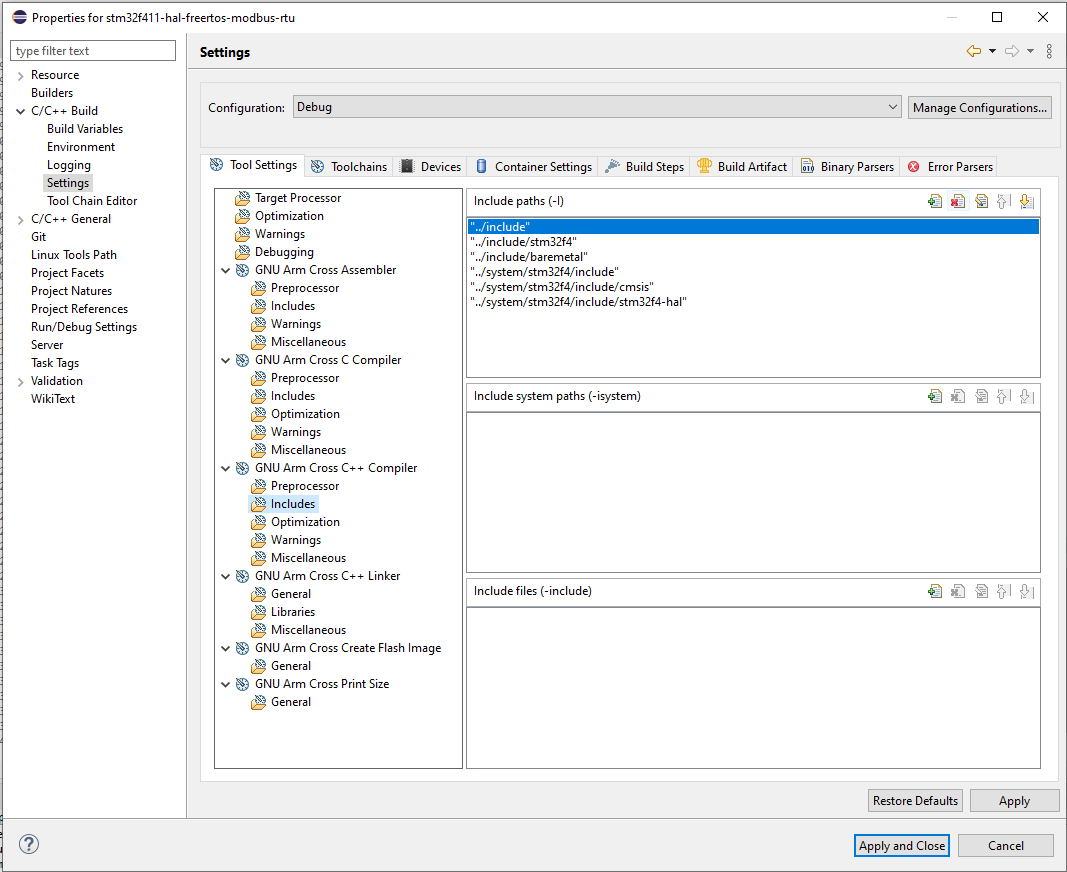 Properties for stm32f411-hal-freertos-modbus-rtu
type filter text
Resource
Builders
C/C++ Build
Build Variables
Environment
Logging
Settings
Tool Chain Editor
C/C++ General
Git
Linux Tools Path
Project Facets
Project Natures
Project References
Run/Debug Settings
Server
Task Tags
Validation
WikiText
Settings
Configuration: Debug Manage Configurations...
Tool Settings Toolchains Devices Container Settings Build Steps Build Artifact Binary Parsers Error Parsers
Target Processor
Optimization
Warnings
Debugging
GNU Arm Cross Assembler
Preprocessor
Includes
Warnings
Miscellaneous
GNU Arm Cross C Compiler
Preprocessor
Includes
Optimization
Warnings
Miscellaneous
GNU Arm Cross C++ Compiler
Preprocessor
Includes
Optimization
Warnings
Miscellaneous
GNU Arm Cross C++ Linker
General
Libraries
Miscellaneous
GNU Arm Cross Create Flash Image
General
GNU Arm Cross Print Size
General
Include paths (-I)
"../include"
"../include/stm32f4"
"../include/baremetal"
"../system/stm32f4/include"
"../system/stm32f4/include/cmsis"
"../system/stm32f4/include/stm32f4-hal"
Include system paths (-isystem)
Include files (-include)
Restore Defaults Apply
? Apply and Close Cancel